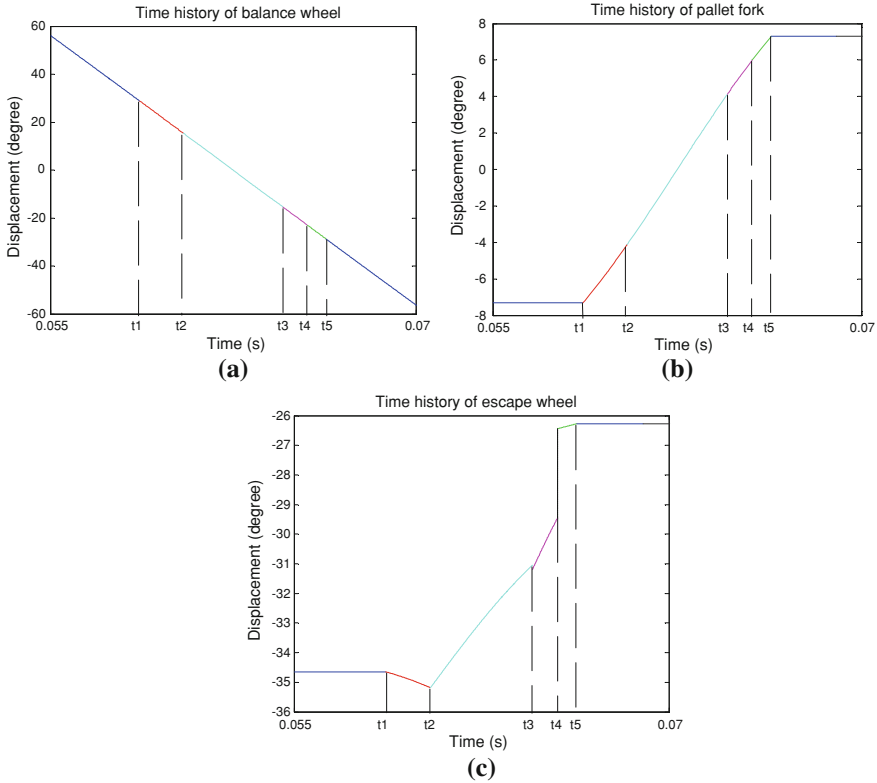 Time history of balance wheel
60
40
20
0
-20
-40
-60
Displacement (degree)
0.055
t1
t2
t3
t4
t5
0.07
Time (s)
(a)
Time history of pallet fork
8
6
4
2
0
-2
-4
-6
-8
Displacement (degree)
0.055
t1
t2
t3
t4
t5
0.07
Time (s)
(b)
Time history of escape wheel
-26
-27
-28
-29
-30
-31
-32
-33
-34
-35
-36
Displacement (degree)
0.055
t1
t2
t3
t4
t5
0.07
Time (s)
(c)